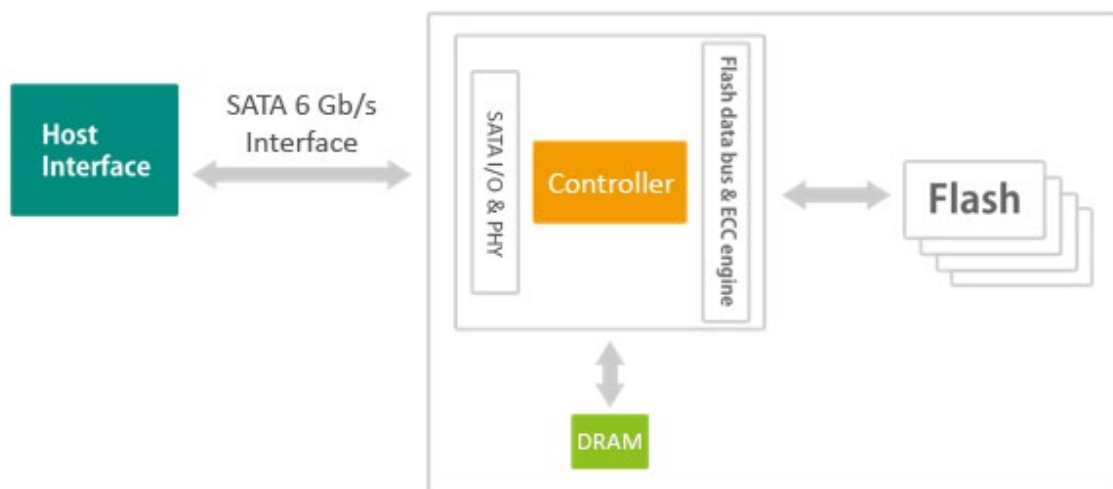 Host
Interface
SATA 6 Gb/s
Interface
SATA I/O & PHY
Controller
Flash data bus & ECC engine
Flash
DRAM